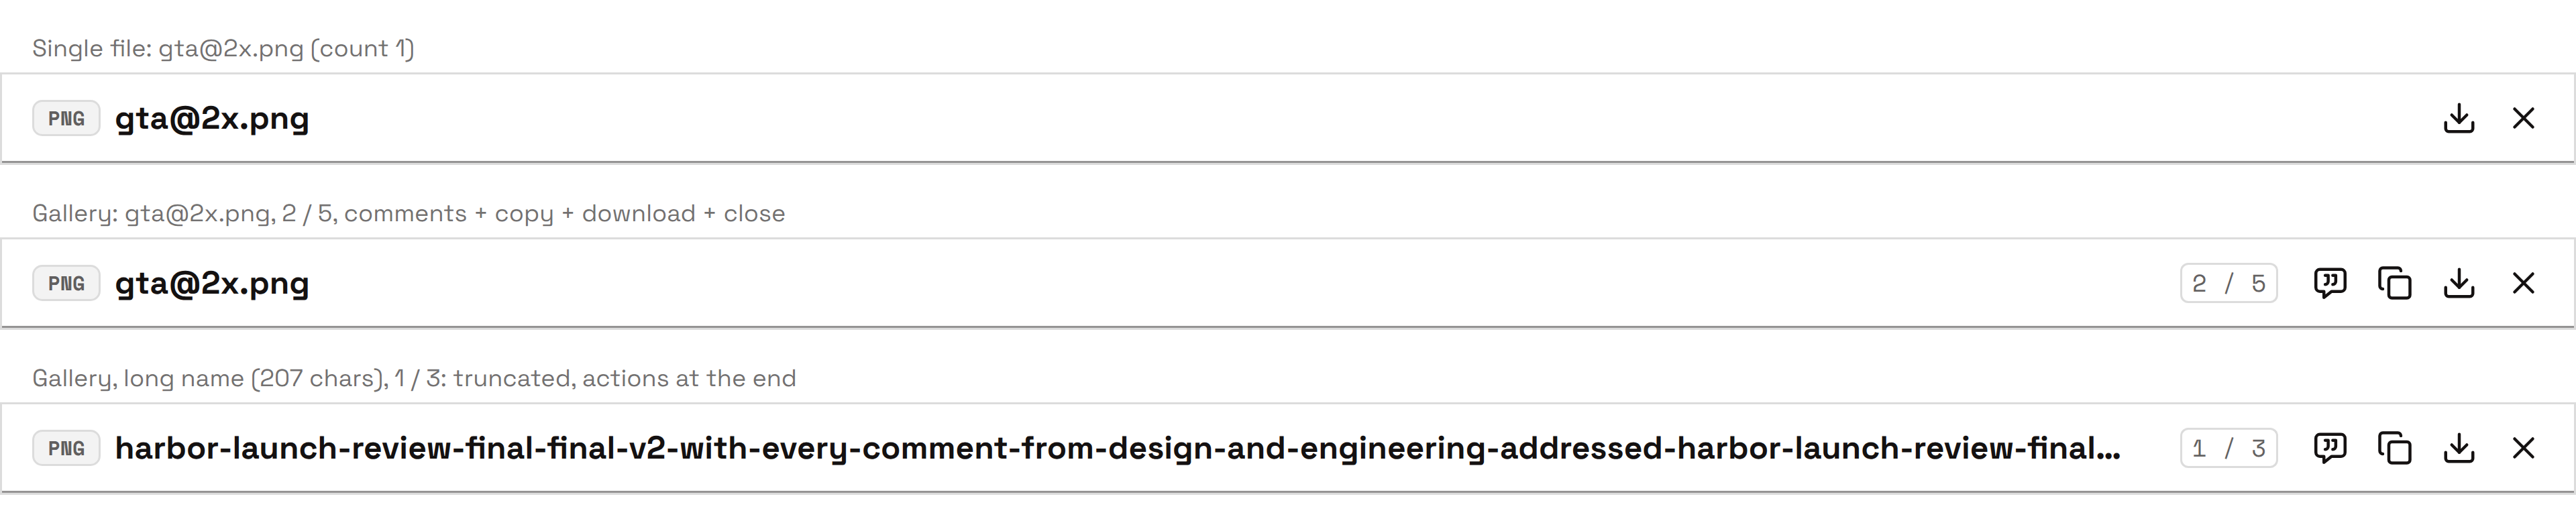 Single file: gta@2x.png (count 1)
PNG gta@2x.png
Gallery: gta@2x.png, 2 / 5, comments + copy + download + close
PNG gta@2x.png 2 / 5
Gallery, long name (207 chars), 1 / 3: truncated, actions at the end
PNG harbor-launch-review-final-final-v2-with-every-comment-from-design-and-engineering-addressed-harbor-launch-review-final... 1 / 3